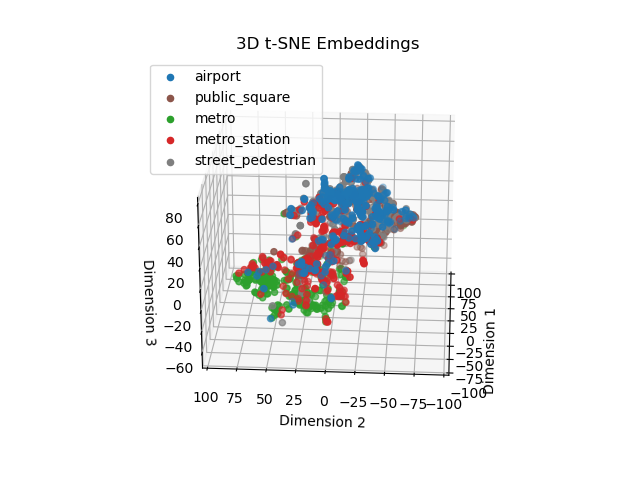 3D t-SNE Embeddings
airport
public_square
metro
metro_station
street_pedestrian
80
60
40
20
0
−20
−40
−60
Dimension 3
100 75 50 25 0 −25 −50 −75 −100
Dimension 2
100
75
50
25
0
−25
−50
−75
−100
Dimension 1